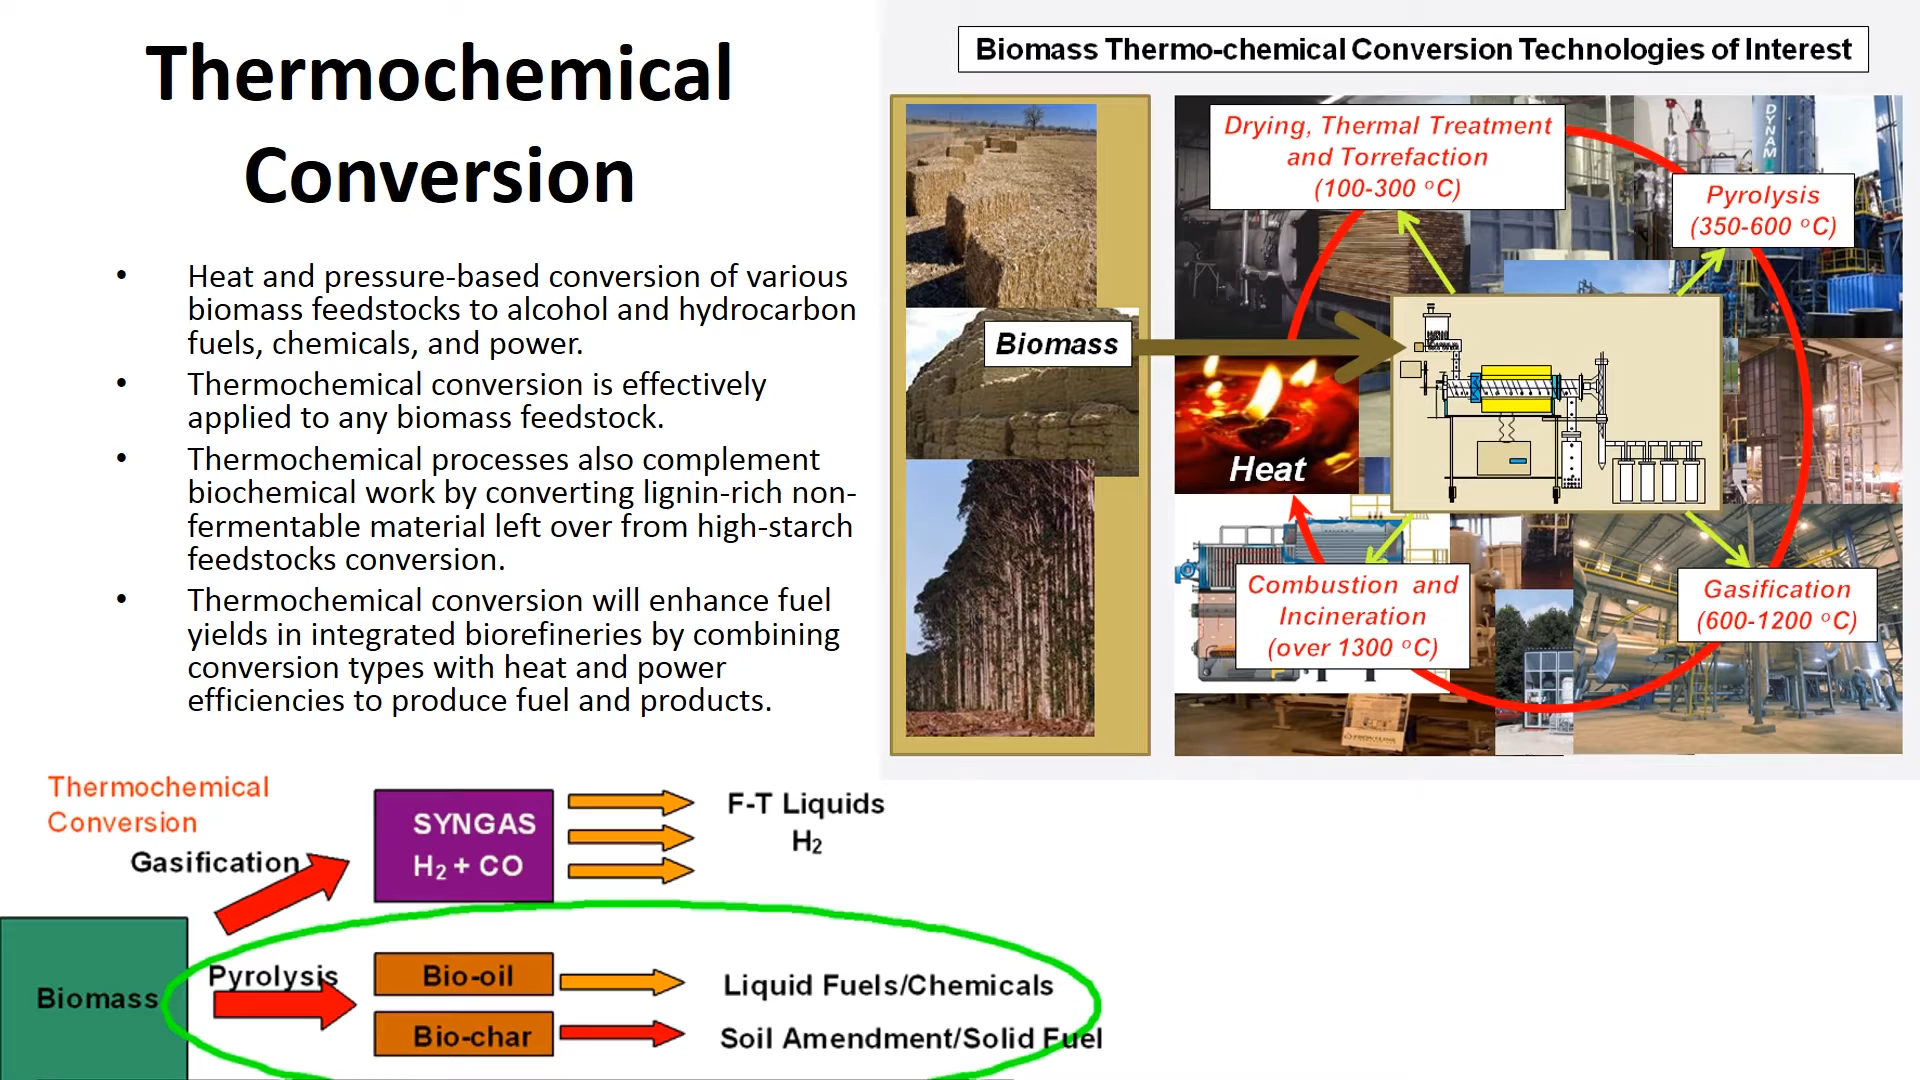 Thermochemical
Conversion
• Heat and pressure-based conversion of various
biomass feedstocks to alcohol and hydrocarbon
fuels, chemicals, and power.
• Thermochemical conversion is effectively
applied to any biomass feedstock.
• Thermochemical processes also complement
biochemical work by converting lignin-rich non-
fermentable material left over from high-starch
feedstocks conversion.
• Thermochemical conversion will enhance fuel
yields in integrated biorefineries by combining
conversion types with heat and power
efficiencies to produce fuel and products.
Biomass Thermo-chemical Conversion Technologies of Interest
Drying, Thermal Treatment
and Torrefaction
(100-300 °C)
DYNAM
Pyrolysis
(350-600 °C)
Biomass
Heat
Combustion and
Incineration
(over 1300 °C)
Gasification
(600-1200 °C)
Thermochemical
Conversion
Gasification
SYNGAS
H₂ + CO
F-T Liquids
H₂
Biomass
Pyrolysis
Bio-oil
Liquid Fuels/Chemicals
Bio-char
Soil Amendment/Solid Fuel